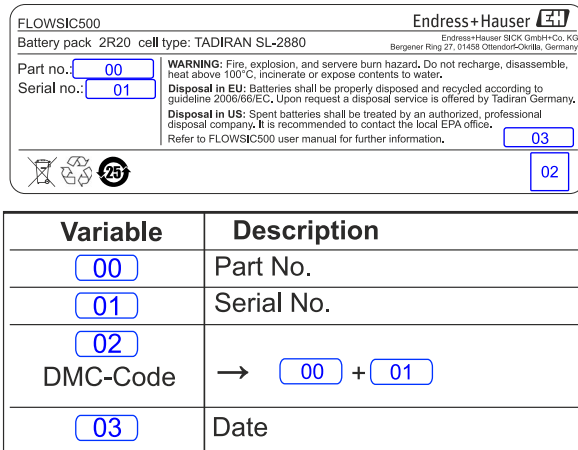 FLOWSIC500
Endress+Hauser EH
Battery pack 2R20 cell type: TADIRAN SL-2880
Endress+Hauser SICK GmbH+Co. KG
Bergener Ring 27, 01458 Ottendorf-Okrilla, Germany
Part no.: 00
Serial no.: 01
WARNING: Fire, explosion, and servere burn hazard. Do not recharge, disassemble,
heat above 100°C, incinerate or expose contents to water.
Disposal in EU: Batteries shall be properly disposed and recycled according to
guideline 2006/66/EC. Upon request a disposal service is offered by Tadiran Germany.
Disposal in US: Spent batteries shall be treated by an authorized, professional
disposal company. It is recommended to contact the local EPA office.
Refer to FLOWSIC500 user manual for further information.
03
25
02
Variable Description
00 Part No.
01 Serial No.
02
DMC-Code → 00 + 01
03 Date